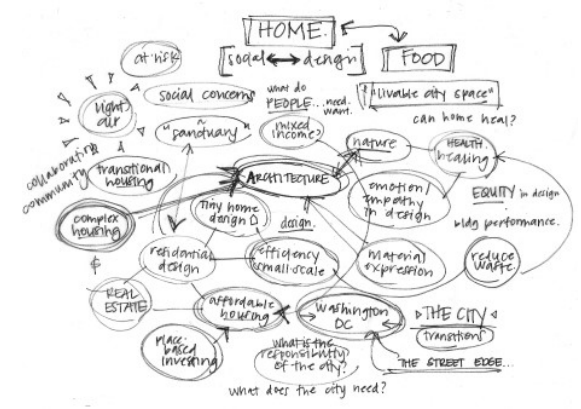 HOME
[social ↔ design]
FOOD
at risk
light
air
social concerns
"a
sanctuary"
what do
PEOPLE... need.
want.
"livable city space"
can home heal?
mixed
income?
nature
HEALTH
healing
collaborative
community
transitional
housing
ARCHITECTURE
emotion/
empathy
in design
EQUITY in design
bldg performance.
complex
housing
$
Tiny home
design
design.
residential
design
efficiency
small-scale
material
expression
reduce
waste.
REAL
ESTATE
affordable
housing
Washington
DC
THE CITY
transitions
place-
based
investing
what is the
responsibility
of the city?
THE STREET EDGE...
what does the city need?